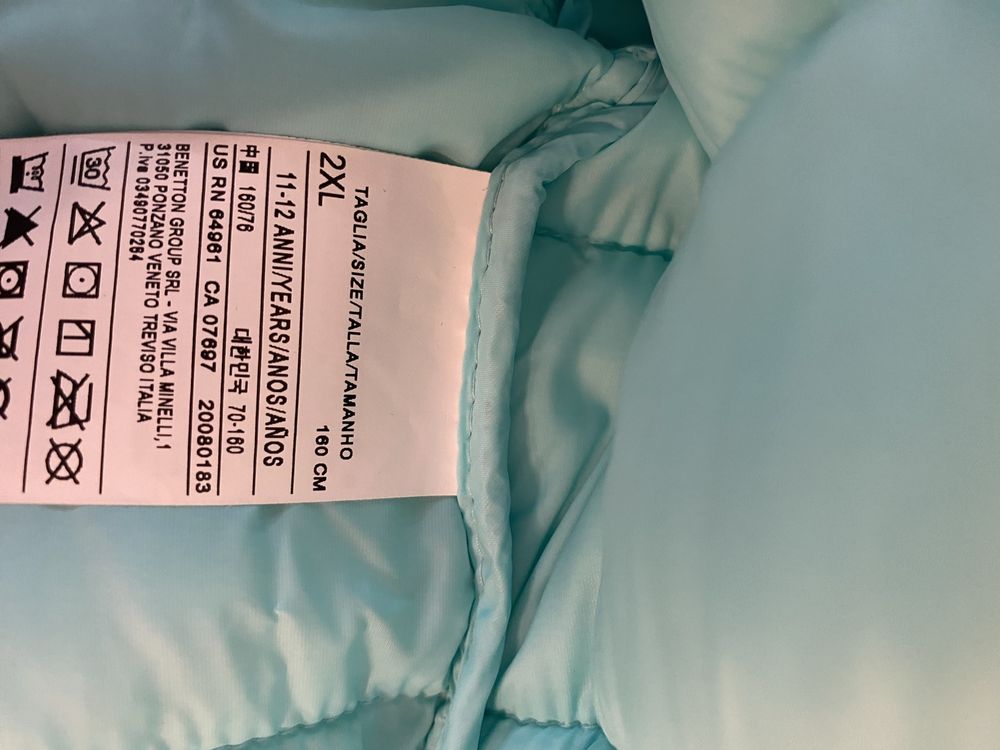 TAGLIA/SIZE/TALLA/TAMANHO
2XL 160 CM
11-12 ANNI/YEARS/ANOS/AÑOS
中国 160/76 대한민국 70-160
US RN 64961 CA 07697 20080183
BENETTON GROUP SRL - VIA VILLA MINELLI,1
31050 PONZANO VENETO TREVISO ITALIA
P.Iva 03490770264
30